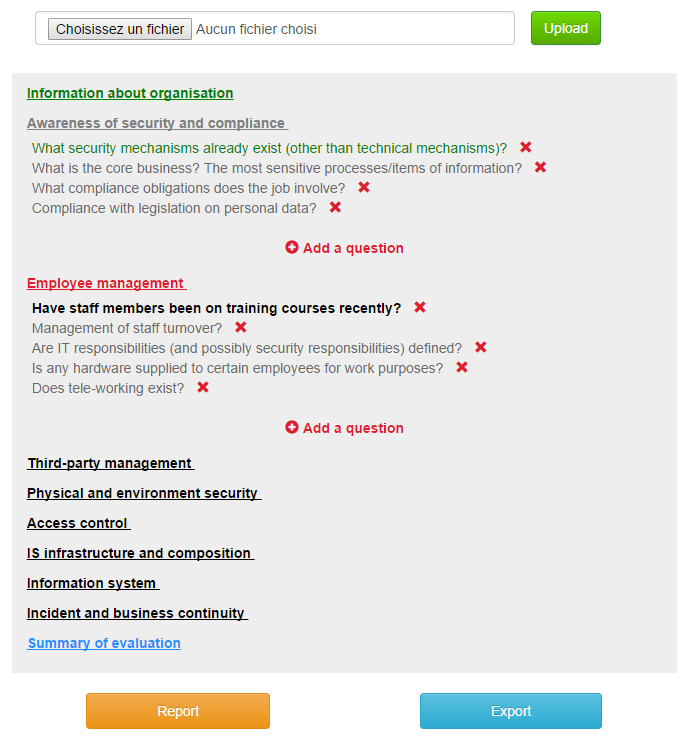 Choisissez un fichier Aucun fichier choisi Upload
Information about organisation
Awareness of security and compliance
What security mechanisms already exist (other than technical mechanisms)?
What is the core business? The most sensitive processes/items of information?
What compliance obligations does the job involve?
Compliance with legislation on personal data?
Add a question
Employee management
Have staff members been on training courses recently?
Management of staff turnover?
Are IT responsibilities (and possibly security responsibilities) defined?
Is any hardware supplied to certain employees for work purposes?
Does tele-working exist?
Add a question
Third-party management
Physical and environment security
Access control
IS infrastructure and composition
Information system
Incident and business continuity
Summary of evaluation
Report Export